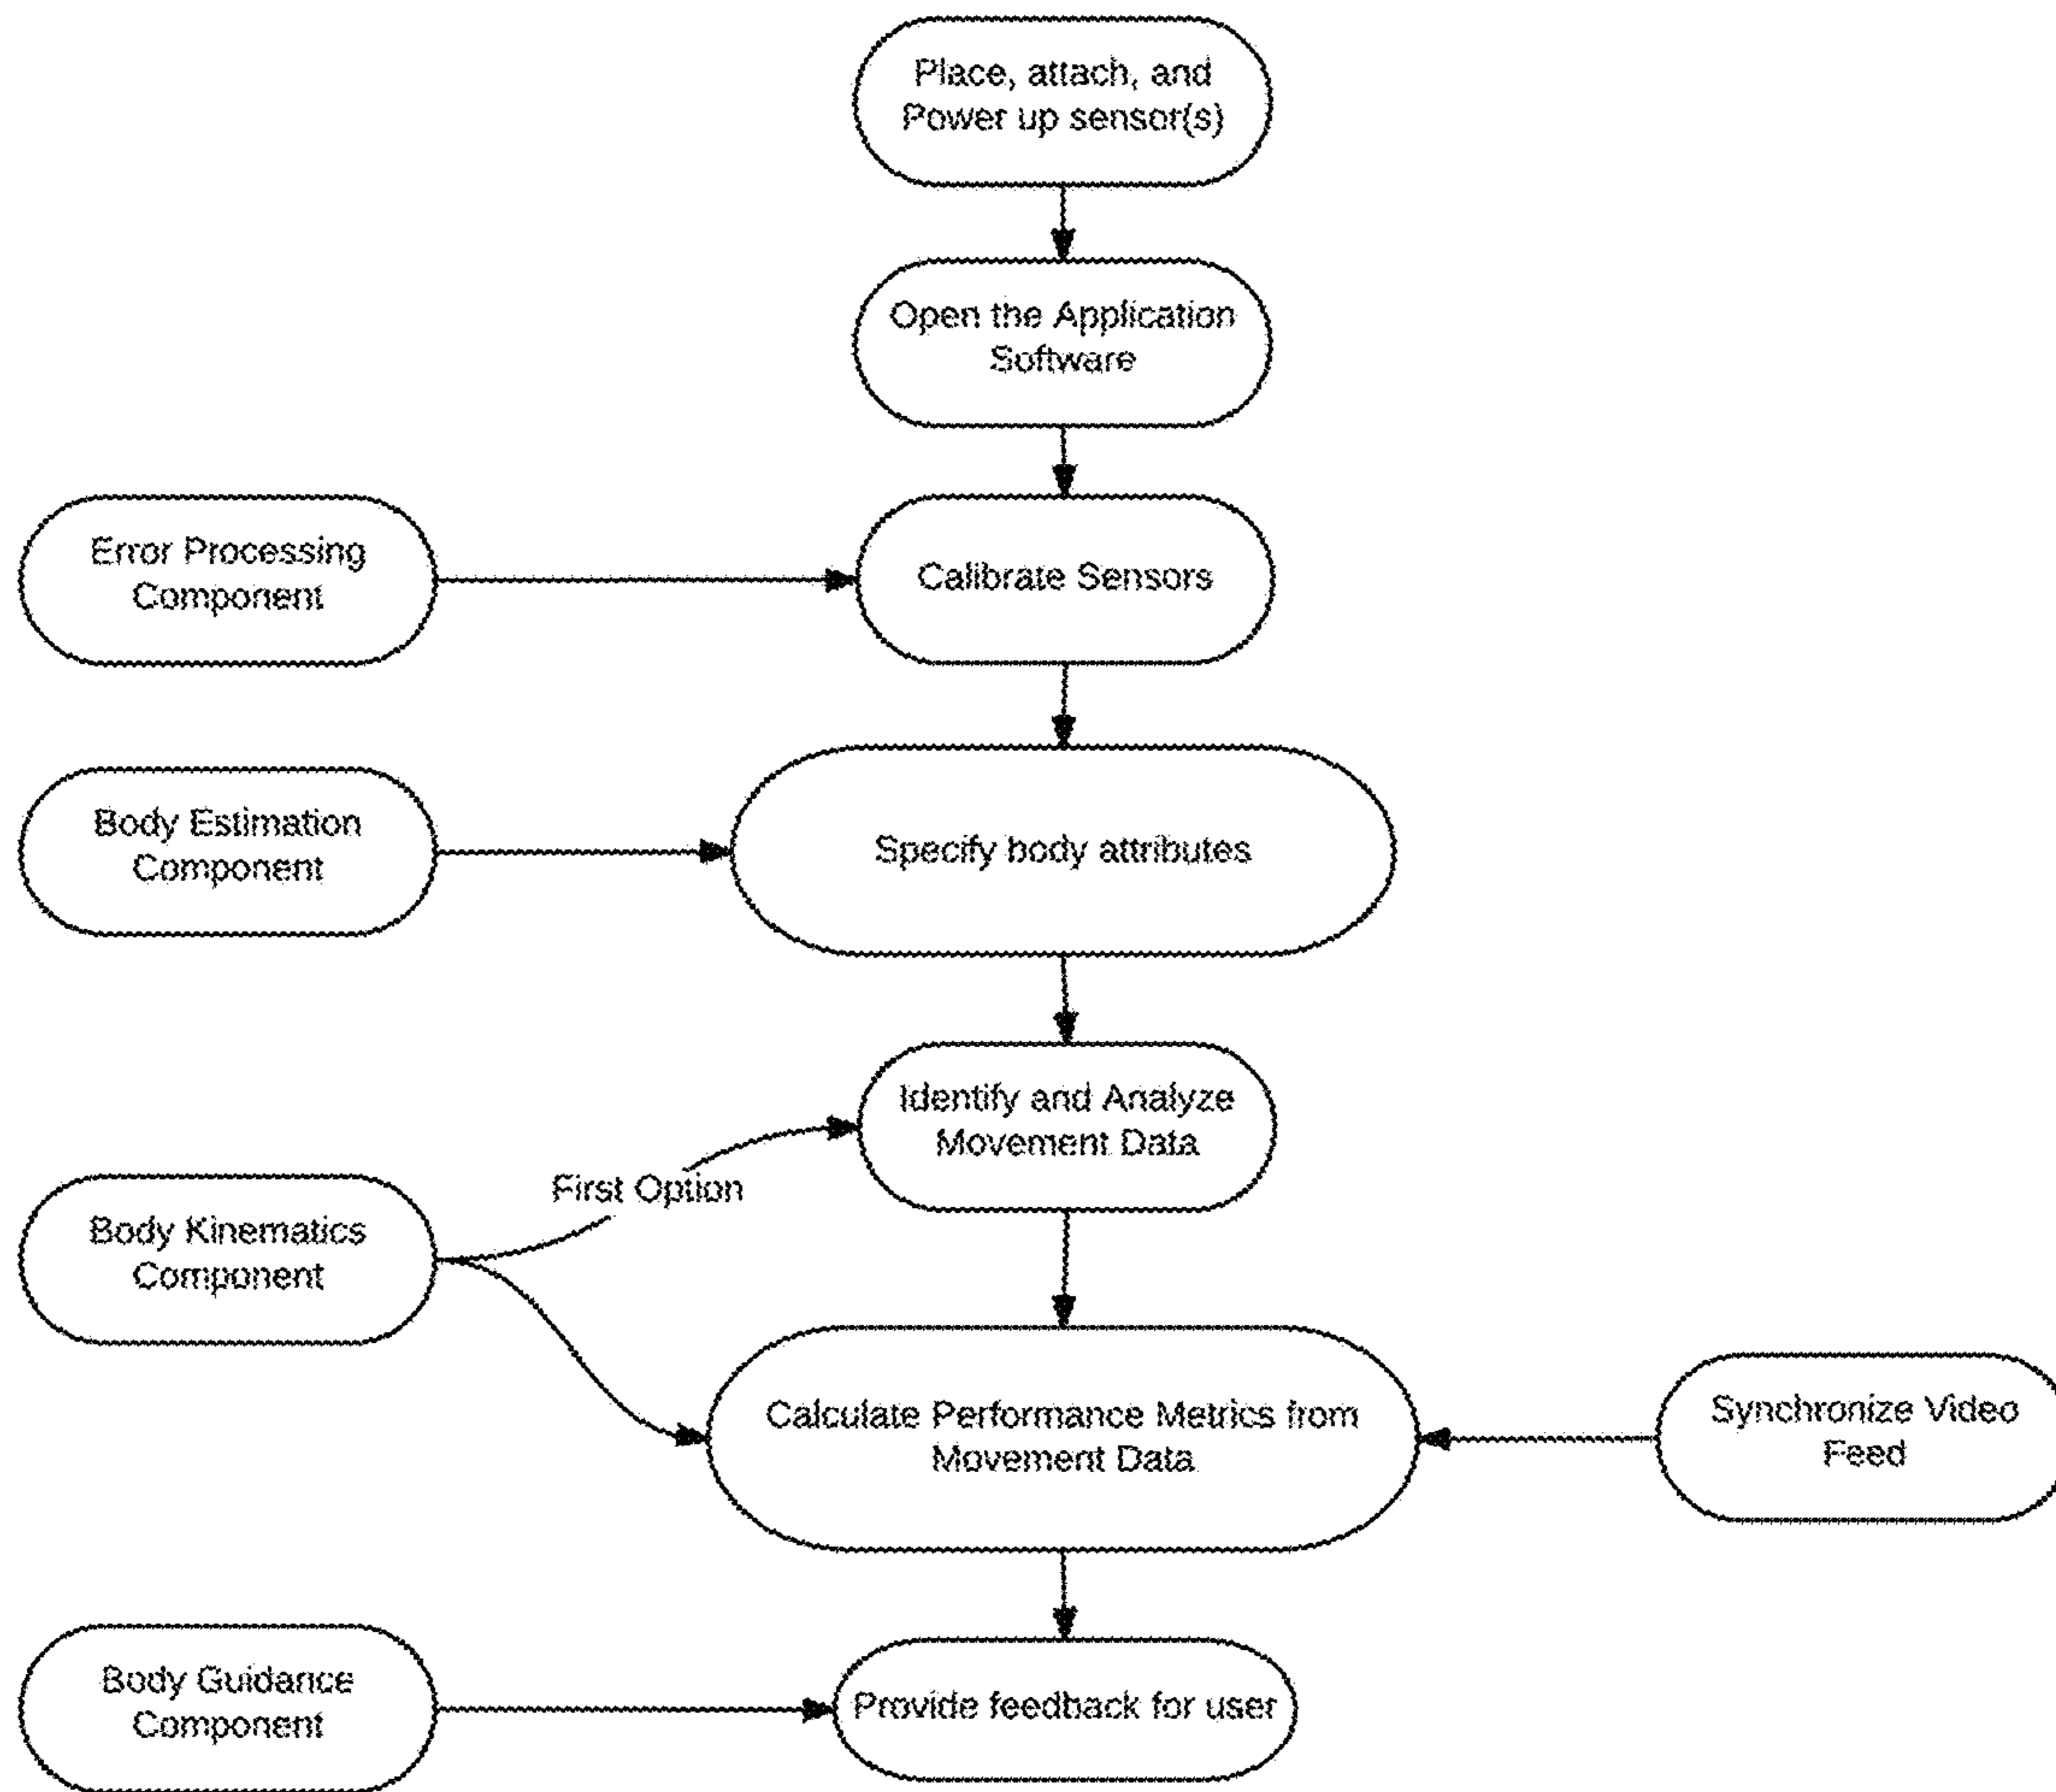 Place, attach, and
Power up sensor(s)
Open the Application
Software
Error Processing
Component
Calibrate Sensors
Body Estimation
Component
Specify body attributes
Identify and Analyze
Movement Data
First Option
Body Kinematics
Component
Calculate Performance Metrics from
Movement Data
Synchronize Video
Feed
Body Guidance
Component
Provide feedback for user